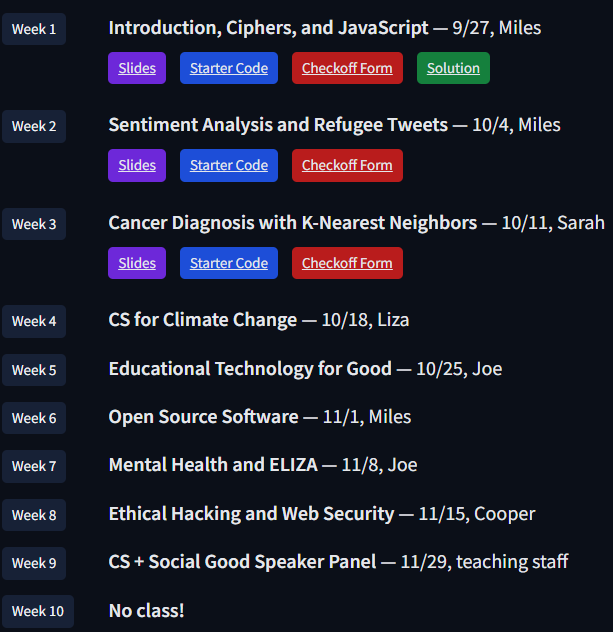 Week 1 Introduction, Ciphers, and JavaScript — 9/27, Miles
Slides Starter Code Checkoff Form Solution
Week 2 Sentiment Analysis and Refugee Tweets — 10/4, Miles
Slides Starter Code Checkoff Form
Week 3 Cancer Diagnosis with K-Nearest Neighbors — 10/11, Sarah
Slides Starter Code Checkoff Form
Week 4 CS for Climate Change — 10/18, Liza
Week 5 Educational Technology for Good — 10/25, Joe
Week 6 Open Source Software — 11/1, Miles
Week 7 Mental Health and ELIZA — 11/8, Joe
Week 8 Ethical Hacking and Web Security — 11/15, Cooper
Week 9 CS + Social Good Speaker Panel — 11/29, teaching staff
Week 10 No class!